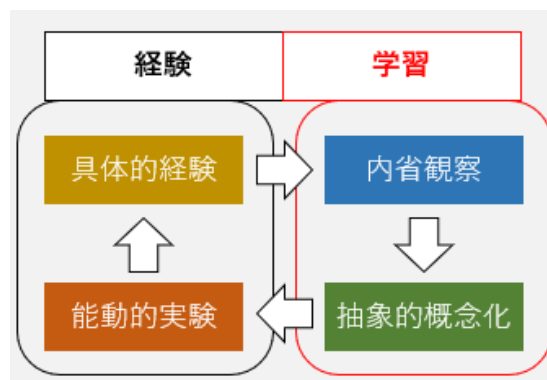 経験
学習
具体的経験
内省観察
能動的実験
抽象的概念化